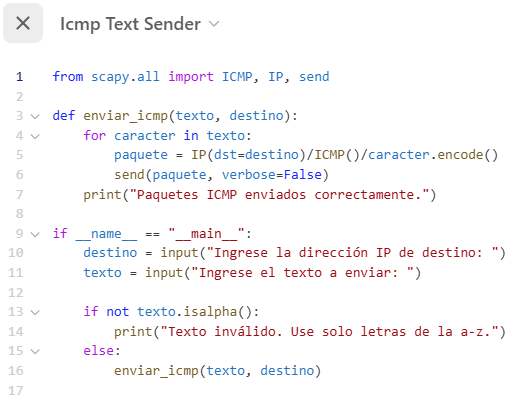 Icmp Text Sender
1 from scapy.all import ICMP, IP, send
2
3 def enviar_icmp(texto, destino):
4     for caracter in texto:
5         paquete = IP(dst=destino)/ICMP()/caracter.encode()
6         send(paquete, verbose=False)
7     print("Paquetes ICMP enviados correctamente.")
8
9 if __name__ == "__main__":
10     destino = input("Ingrese la dirección IP de destino: ")
11     texto = input("Ingrese el texto a enviar: ")
12
13     if not texto.isalpha():
14         print("Texto inválido. Use solo letras de la a-z.")
15     else:
16         enviar_icmp(texto, destino)
17